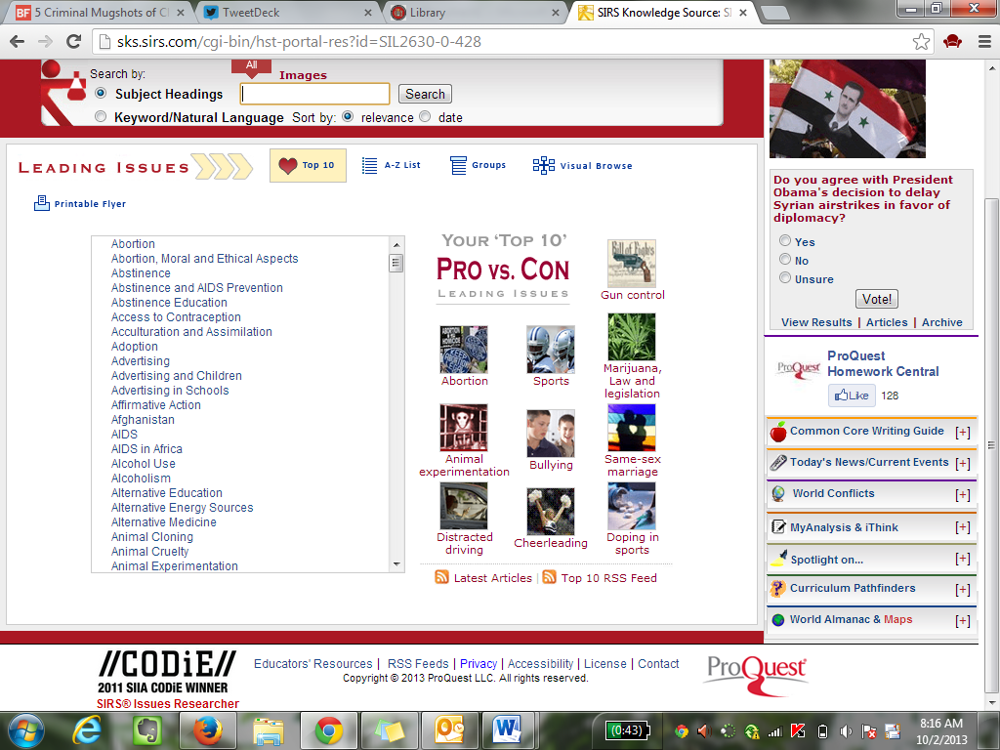 5 Criminal Mugshots of C
TweetDeck
Library
SIRS Knowledge Source: S
sks.sirs.com/cgi-bin/hst-portal-res?id=SIL2630-0-428
Search by:
All
Images
Subject Headings
Search
Keyword/Natural Language Sort by: relevance date
LEADING ISSUES
Top 10
A-Z List
Groups
Visual Browse
Printable Flyer
Abortion
Abortion, Moral and Ethical Aspects
Abstinence
Abstinence and AIDS Prevention
Abstinence Education
Access to Contraception
Acculturation and Assimilation
Adoption
Advertising
Advertising and Children
Advertising in Schools
Affirmative Action
Afghanistan
AIDS
AIDS in Africa
Alcohol Use
Alcoholism
Alternative Education
Alternative Energy Sources
Alternative Medicine
Animal Cloning
Animal Cruelty
Animal Experimentation
YOUR 'TOP 10'
PRO VS. CON
LEADING ISSUES
Bill of Rights
Gun control
Abortion
Sports
Marijuana,
Law and
legislation
Animal
experimentation
Bullying
Same-sex
marriage
Distracted
driving
Cheerleading
Doping in
sports
Latest Articles | Top 10 RSS Feed
Do you agree with President
Obama's decision to delay
Syrian airstrikes in favor of
diplomacy?
Yes
No
Unsure
Vote!
View Results | Articles | Archive
ProQuest
ProQuest
Homework Central
Like 128
Common Core Writing Guide [+]
Today's News/Current Events [+]
World Conflicts [+]
MyAnalysis & iThink [+]
Spotlight on... [+]
Curriculum Pathfinders [+]
World Almanac & Maps [+]
//CODiE//
2011 SIIA CODiE WINNER
SIRS® Issues Researcher
Educators' Resources | RSS Feeds | Privacy | Accessibility | License | Contact
Copyright © 2013 ProQuest LLC. All rights reserved.
ProQuest
(0:43)
8:16 AM
10/2/2013